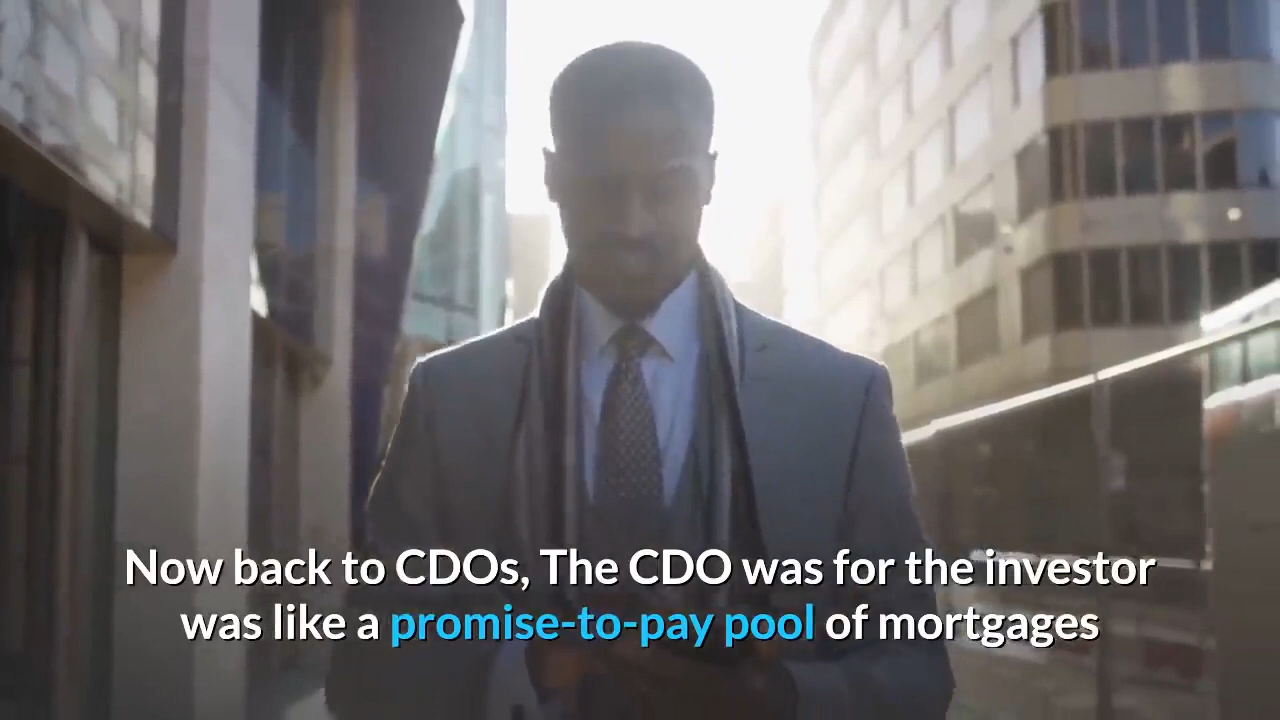 Now back to CDOs, The CDO was for the investor
was like a promise-to-pay pool of mortgages